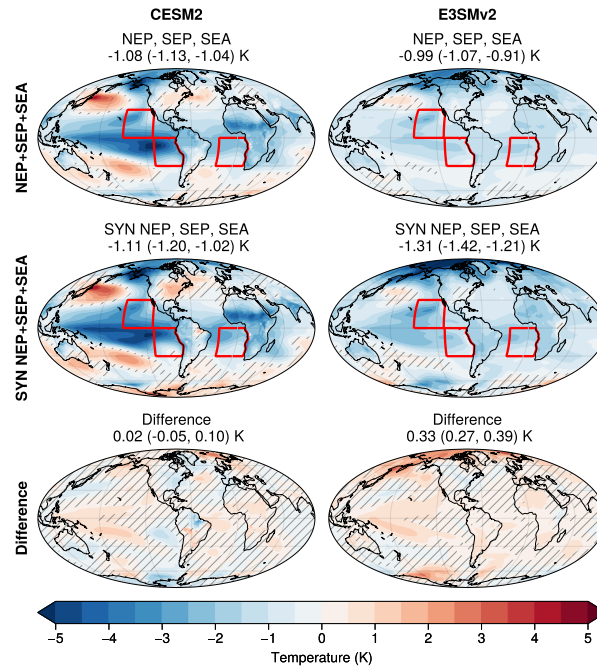 CESM2
E3SMv2
NEP, SEP, SEA
-1.08 (-1.13, -1.04) K
NEP, SEP, SEA
-0.99 (-1.07, -0.91) K
NEP+SEP+SEA
SYN NEP, SEP, SEA
-1.11 (-1.20, -1.02) K
SYN NEP, SEP, SEA
-1.31 (-1.42, -1.21) K
SYN NEP+SEP+SEA
Difference
0.02 (-0.05, 0.10) K
Difference
0.33 (0.27, 0.39) K
Difference
−5 −4 −3 −2 −1 0 1 2 3 4 5
Temperature (K)